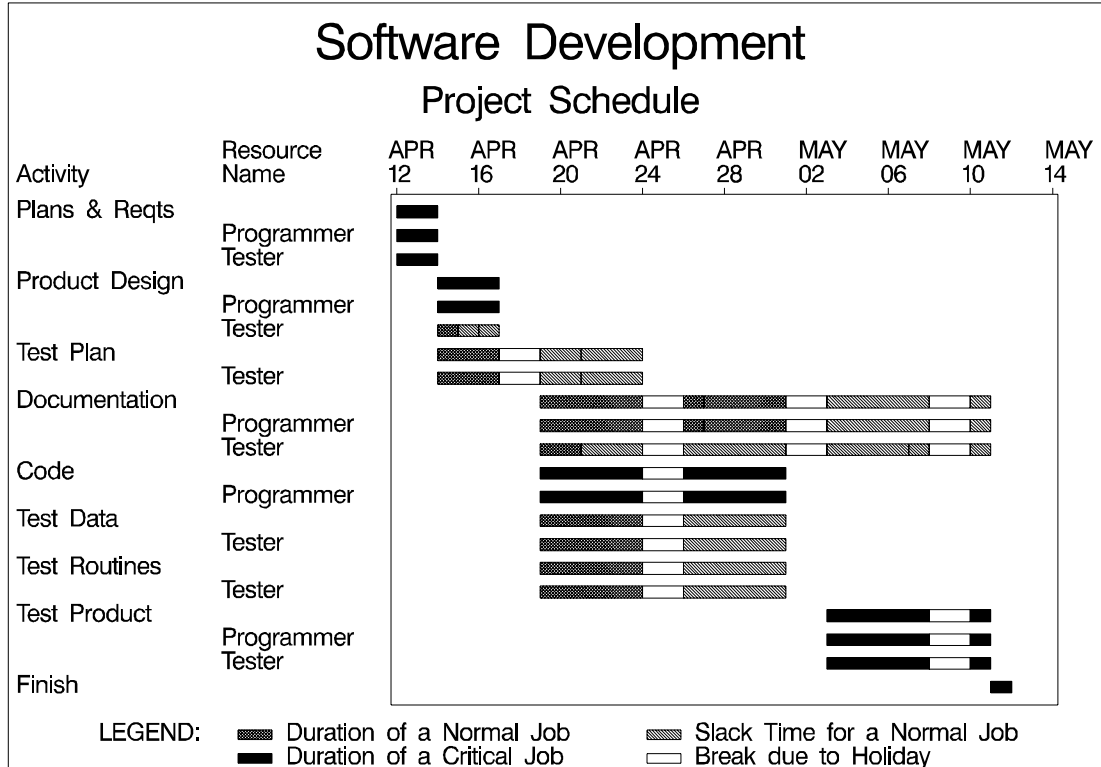 Software Development
Project Schedule
Resource APR APR APR APR APR MAY MAY MAY MAY
Activity Name 12 16 20 24 28 02 06 10 14
Plans & Reqts
Programmer
Tester
Product Design
Programmer
Tester
Test Plan
Tester
Documentation
Programmer
Tester
Code
Programmer
Test Data
Tester
Test Routines
Tester
Test Product
Programmer
Tester
Finish
LEGEND: Duration of a Normal Job Slack Time for a Normal Job
Duration of a Critical Job Break due to Holiday